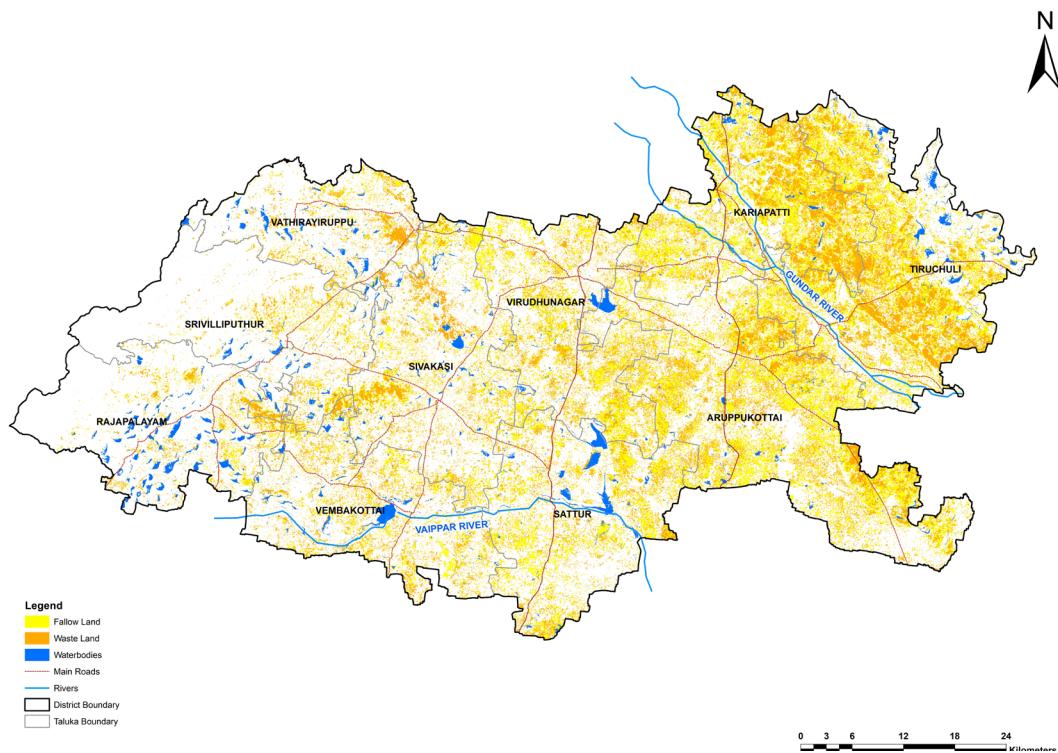 N
KARIAPATTI
VATHIRAYIRUPPU
TIRUCHULI
GUNDAR RIVER
VIRUDHUNAGAR
SRIVILLIPUTHUR
SIVAKASI
RAJAPALAYAM
ARUPPUKOTTAI
VEMBAKOTTAI
SATTUR
VAIPPAR RIVER
Legend
Fallow Land
Waste Land
Waterbodies
Main Roads
Rivers
District Boundary
Taluka Boundary
0 3 6 12 18 24
Kilometers